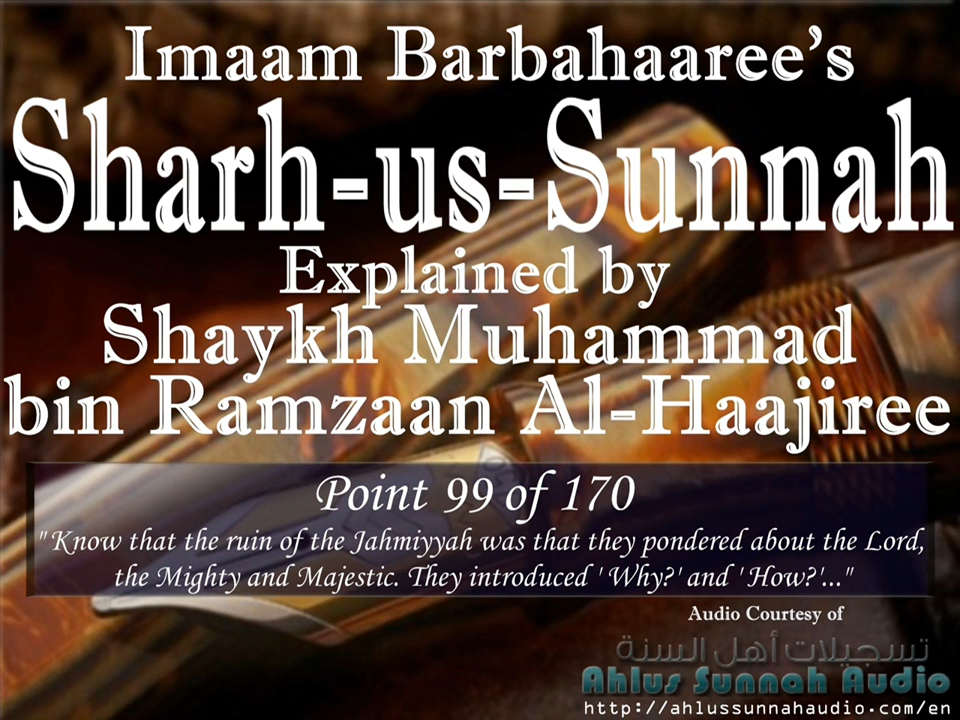 Imaam Barbahaaree's
Sharh-us-Sunnah
Explained by
Shaykh Muhammad
bin Ramzaan Al-Haajiree
Point 99 of 170
"Know that the ruin of the Jahmiyyah was that they pondered about the Lord,
the Mighty and Majestic. They introduced 'Why?' and 'How?'..."
Audio Courtesy of
تسجيلات أهل السنة
Ahlus Sunnah Audio
http://ahlussunnahaudio.com/en